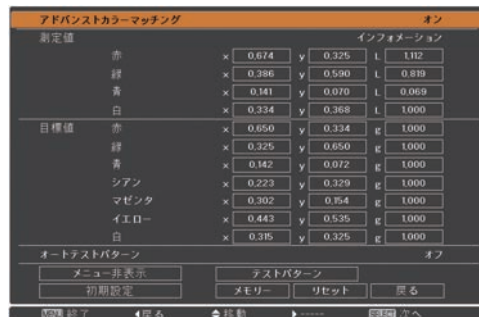 アドバンストカラーマッチング オン
測定値 インフォメーション
赤 x 0,674 y 0,325 L 1,112
緑 x 0,386 y 0,590 L 0,819
青 x 0,141 y 0,070 L 0,069
白 x 0,334 y 0,368 L 1,000
目標値 赤 x 0,650 y 0,334 g 1,000
緑 x 0,325 y 0,650 g 1,000
青 x 0,142 y 0,072 g 1,000
シアン x 0,223 y 0,329 g 1,000
マゼンタ x 0,302 y 0,154 g 1,000
イエロー x 0,443 y 0,535 g 1,000
白 x 0,315 y 0,325 g 1,000
オートテストパターン オフ
メニュー非表示 テストパターン
初期設定 メモリー リセット 戻る
MENU 終了 ◀戻る ◆移動 ▶ ----- SELECT 次へ